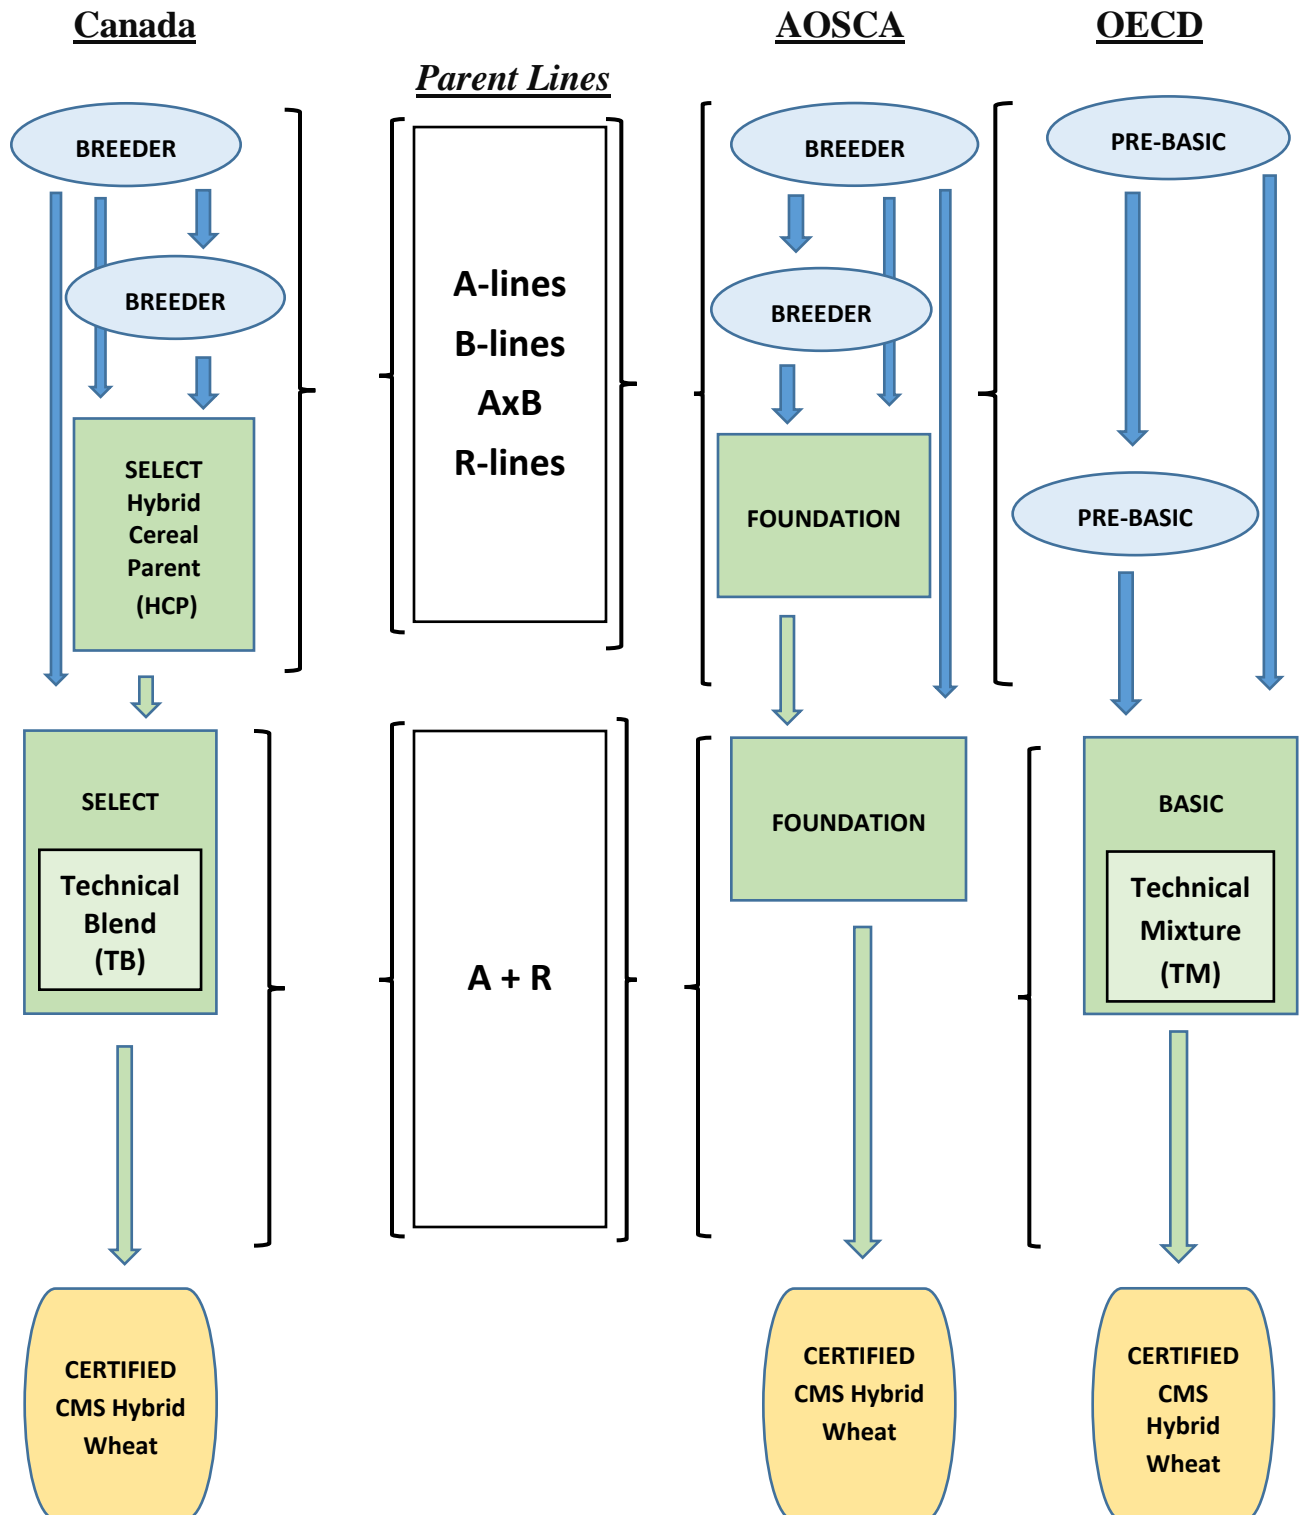 Canada
Parent Lines
AOSCA
OECD
BREEDER
BREEDER
SELECT
Hybrid
Cereal
Parent
(HCP)
SELECT
Technical
Blend
(TB)
CERTIFIED
CMS Hybrid
Wheat
A-lines
B-lines
AxB
R-lines
A + R
BREEDER
BREEDER
FOUNDATION
FOUNDATION
CERTIFIED
CMS Hybrid
Wheat
PRE-BASIC
PRE-BASIC
BASIC
Technical
Mixture
(TM)
CERTIFIED
CMS
Hybrid
Wheat